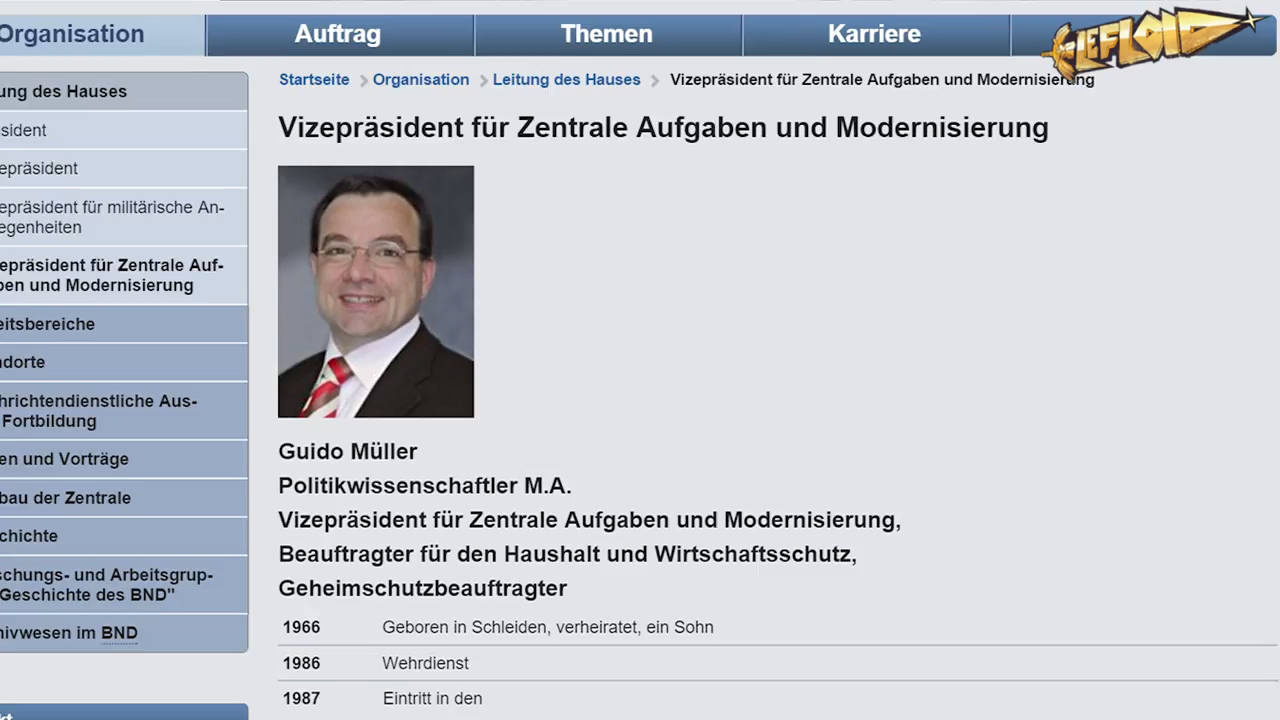 Organisation
Auftrag
Themen
Karriere
LEFLOID
Startseite
Organisation
Leitung des Hauses
Vizepräsident für Zentrale Aufgaben und Modernisierung
ung des Hauses
sident
epräsident
epräsident für militärische An-
egenheiten
epräsident für Zentrale Auf-
ben und Modernisierung
eitsbereiche
ndorte
hrichtendienstliche Aus-
Fortbildung
en und Vorträge
bau der Zentrale
chichte
schungs- und Arbeitsgrup-
Geschichte des BND"
hivwesen im BND
kt
Vizepräsident für Zentrale Aufgaben und Modernisierung
Guido Müller
Politikwissenschaftler M.A.
Vizepräsident für Zentrale Aufgaben und Modernisierung,
Beauftragter für den Haushalt und Wirtschaftsschutz,
Geheimschutzbeauftragter
1966 Geboren in Schleiden, verheiratet, ein Sohn
1986 Wehrdienst
1987 Eintritt in den